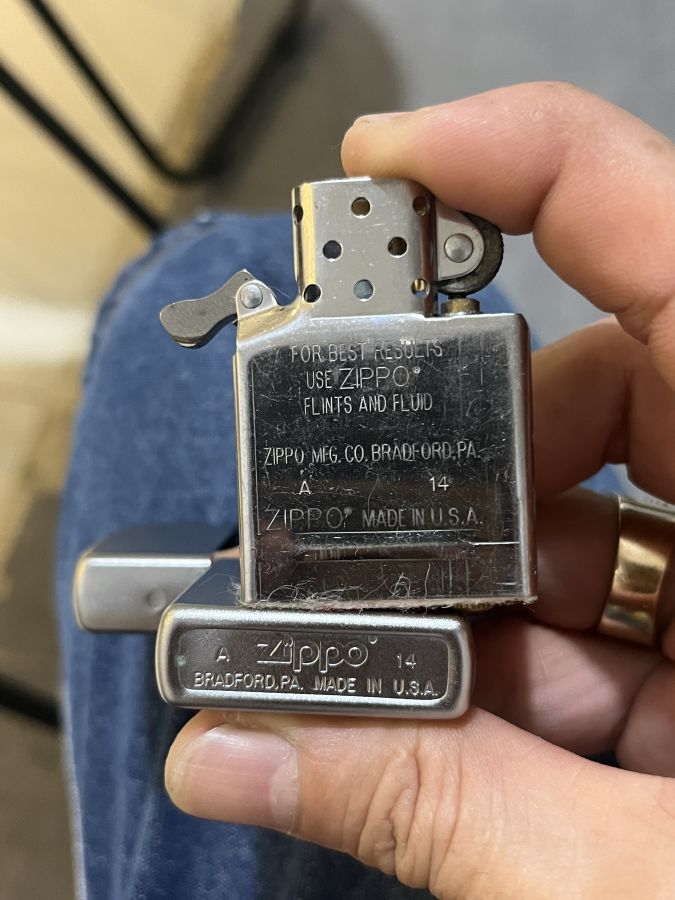 FOR BEST RESULTS
USE ZIPPO®
FLINTS AND FLUID
ZIPPO MFG. CO. BRADFORD, PA.
A 14
ZIPPO® MADE IN U.S.A.
A Zippo® 14
BRADFORD, PA. MADE IN U.S.A.